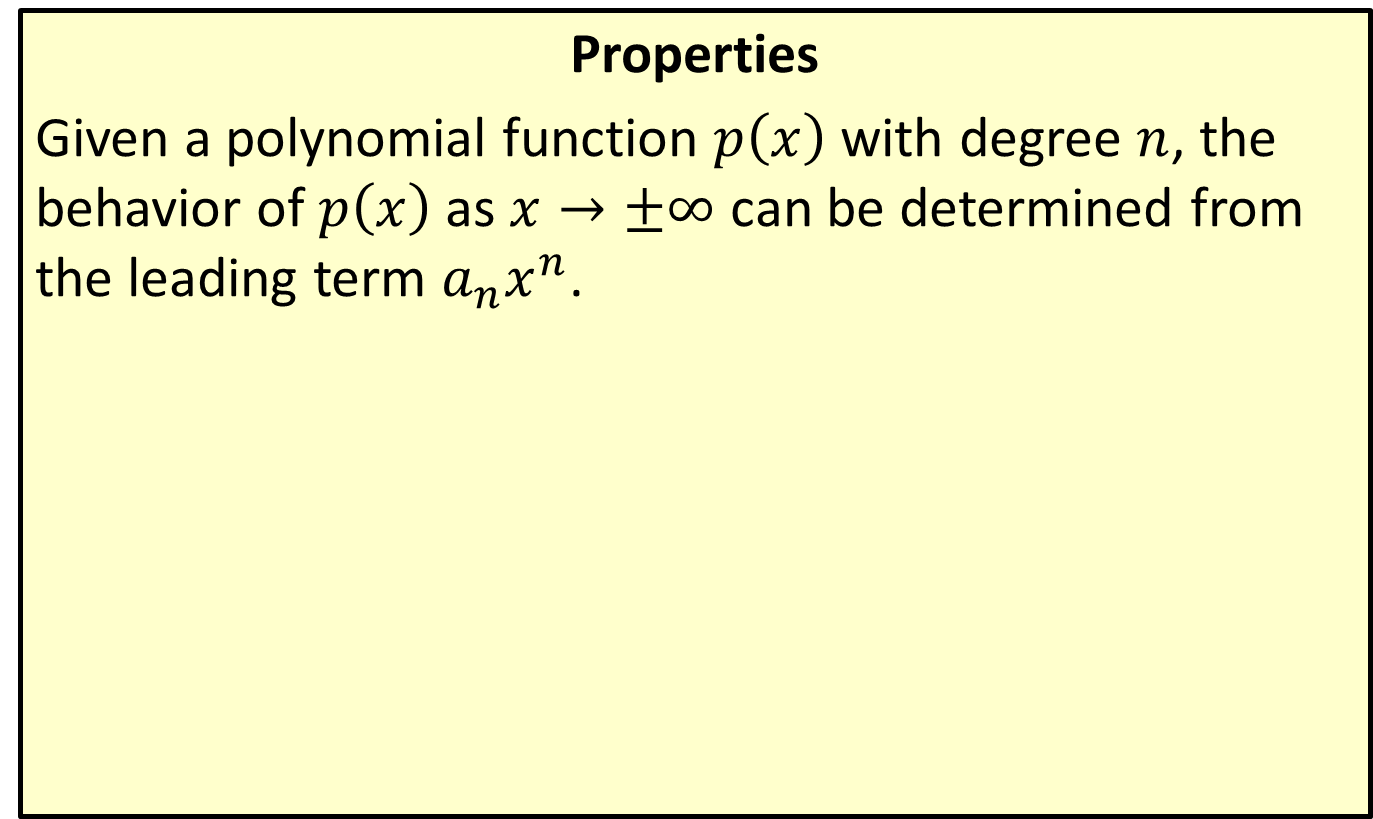 Properties
Given a polynomial function p(x) with degree n, the
behavior of p(x) as x → ±∞ can be determined from
the leading term aₙxⁿ.